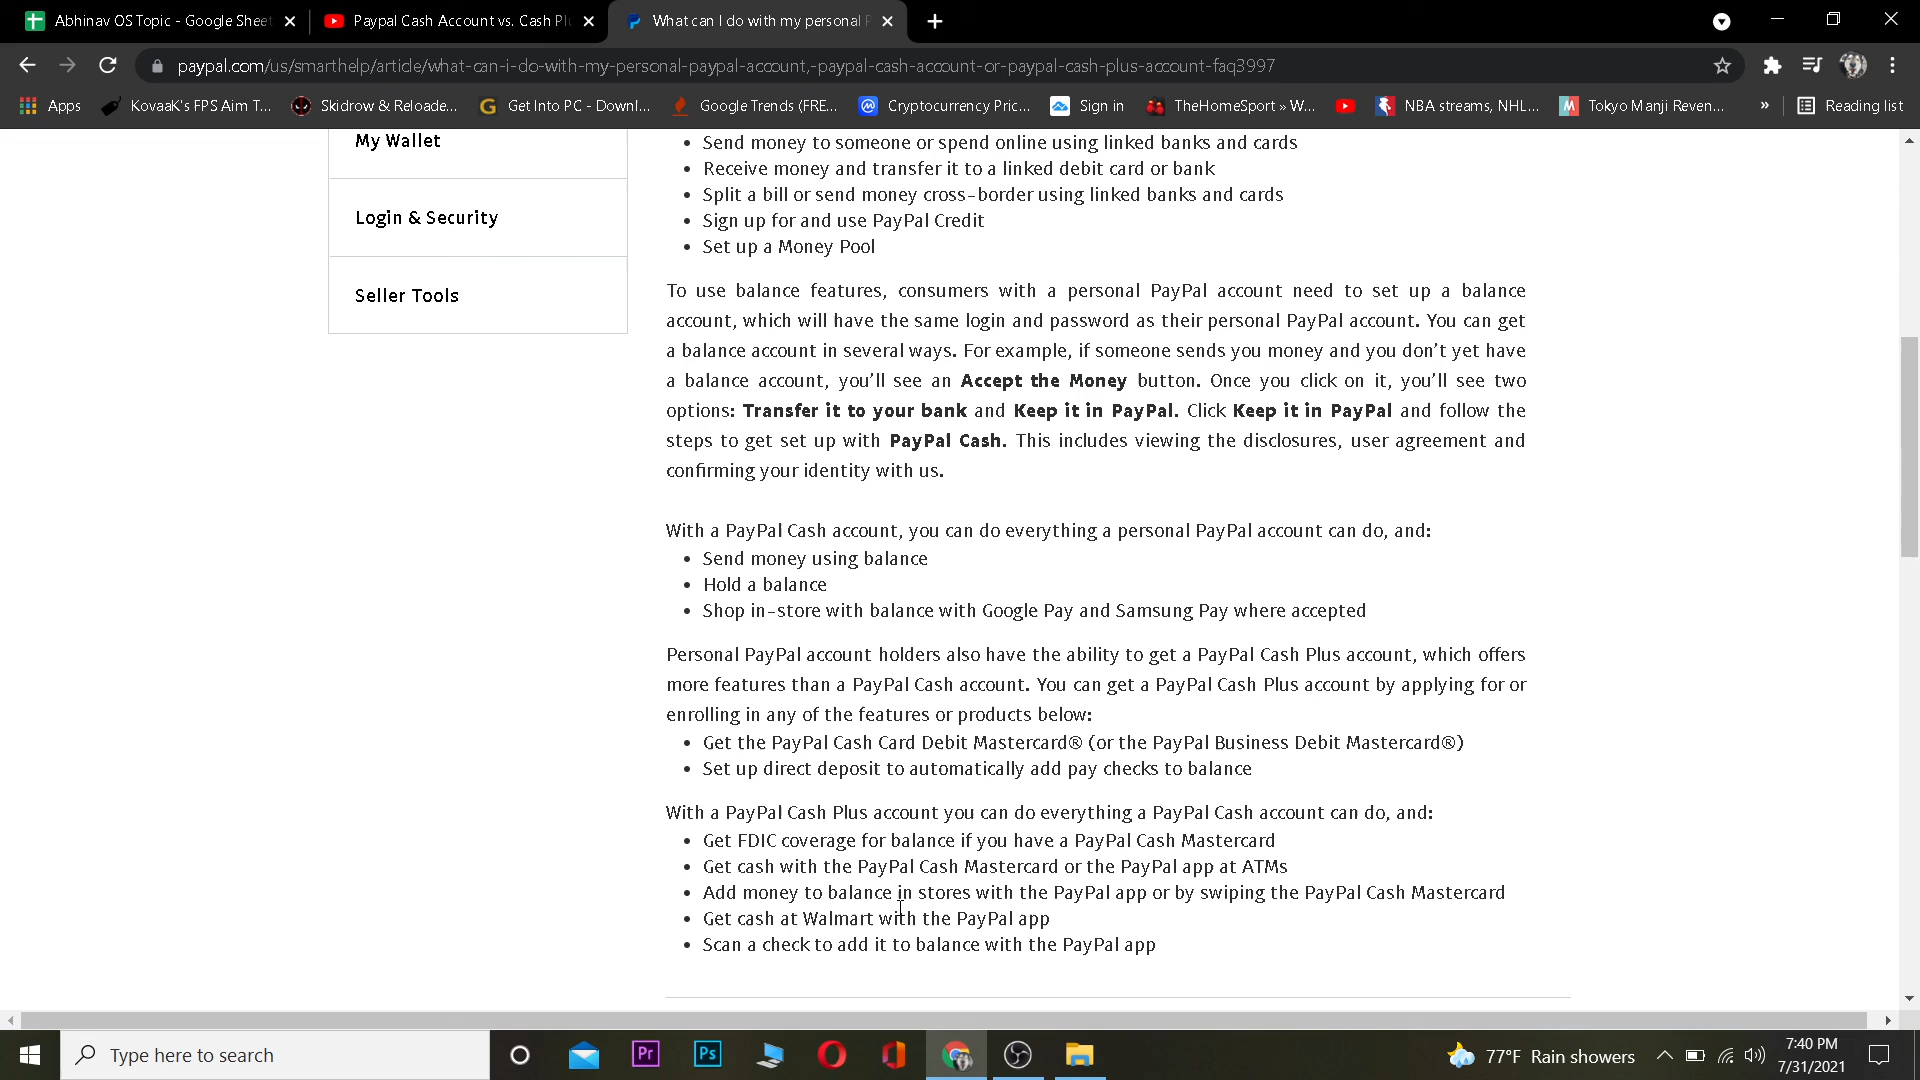 Abhinav OS Topic - Google Sheet
Paypal Cash Account vs. Cash Pl
What can I do with my personal P
paypal.com/us/smarthelp/article/what-can-i-do-with-my-personal-paypal-account,-paypal-cash-account-or-paypal-cash-plus-account-faq3997
Apps
KovaaK's FPS Aim T...
Skidrow & Reloade...
Get Into PC - Downl...
Google Trends (FRE...
Cryptocurrency Pric...
Sign in
TheHomeSport » W...
NBA streams, NHL...
Tokyo Manji Reven...
»
Reading list
My Wallet
Login & Security
Seller Tools
• Send money to someone or spend online using linked banks and cards
• Receive money and transfer it to a linked debit card or bank
• Split a bill or send money cross-border using linked banks and cards
• Sign up for and use PayPal Credit
• Set up a Money Pool
To use balance features, consumers with a personal PayPal account need to set up a balance
account, which will have the same login and password as their personal PayPal account. You can get
a balance account in several ways. For example, if someone sends you money and you don't yet have
a balance account, you'll see an Accept the Money button. Once you click on it, you'll see two
options: Transfer it to your bank and Keep it in PayPal. Click Keep it in PayPal and follow the
steps to get set up with PayPal Cash. This includes viewing the disclosures, user agreement and
confirming your identity with us.
With a PayPal Cash account, you can do everything a personal PayPal account can do, and:
• Send money using balance
• Hold a balance
• Shop in-store with balance with Google Pay and Samsung Pay where accepted
Personal PayPal account holders also have the ability to get a PayPal Cash Plus account, which offers
more features than a PayPal Cash account. You can get a PayPal Cash Plus account by applying for or
enrolling in any of the features or products below:
• Get the PayPal Cash Card Debit Mastercard® (or the PayPal Business Debit Mastercard®)
• Set up direct deposit to automatically add pay checks to balance
With a PayPal Cash Plus account you can do everything a PayPal Cash account can do, and:
• Get FDIC coverage for balance if you have a PayPal Cash Mastercard
• Get cash with the PayPal Cash Mastercard or the PayPal app at ATMs
• Add money to balance in stores with the PayPal app or by swiping the PayPal Cash Mastercard
• Get cash at Walmart with the PayPal app
• Scan a check to add it to balance with the PayPal app
Type here to search
Pr
Ps
77°F Rain showers
7:40 PM
7/31/2021